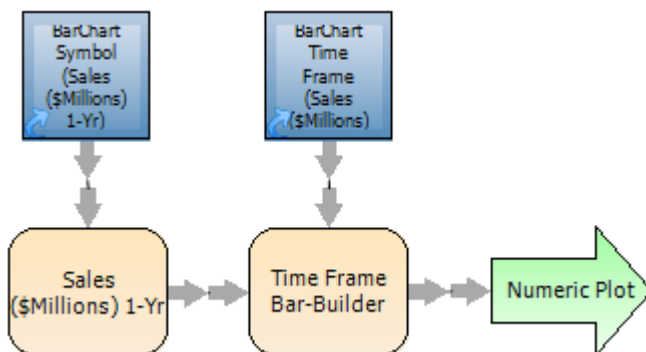 BarChart
Symbol
(Sales
($Millions)
1-Yr)
BarChart
Time
Frame
(Sales
($Millions)
Sales
($Millions) 1-Yr
Time Frame
Bar-Builder
Numeric Plot